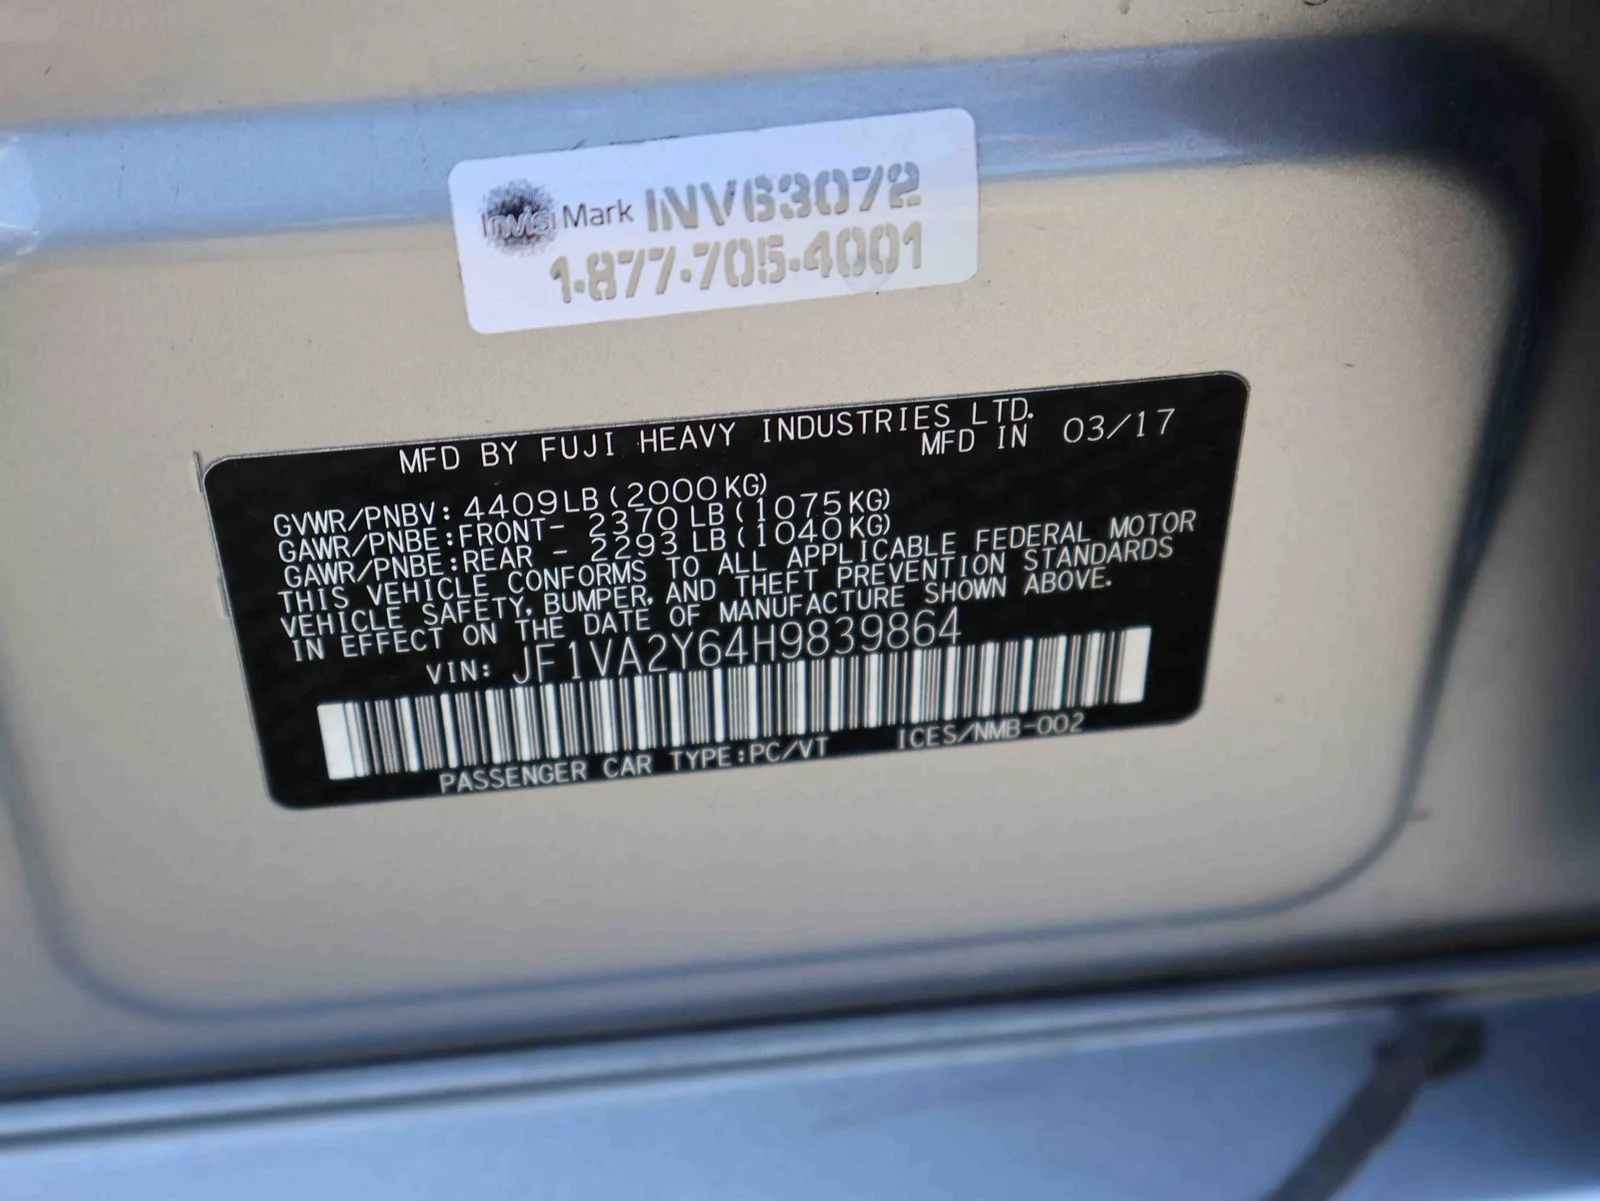 InvisiMark INV63072
1-877-705-4001
MFD BY FUJI HEAVY INDUSTRIES LTD.
MFD IN 03/17
GVWR/PNBV: 4409LB (2000KG)
GAWR/PNBE:FRONT- 2370LB (1075KG)
GAWR/PNBE:REAR - 2293LB (1040KG)
THIS VEHICLE CONFORMS TO ALL APPLICABLE FEDERAL MOTOR
VEHICLE SAFETY, BUMPER, AND THEFT PREVENTION STANDARDS
IN EFFECT ON THE DATE OF MANUFACTURE SHOWN ABOVE.
VIN: JF1VA2Y64H9839864
PASSENGER CAR TYPE:PC/VT ICES/NMB-002